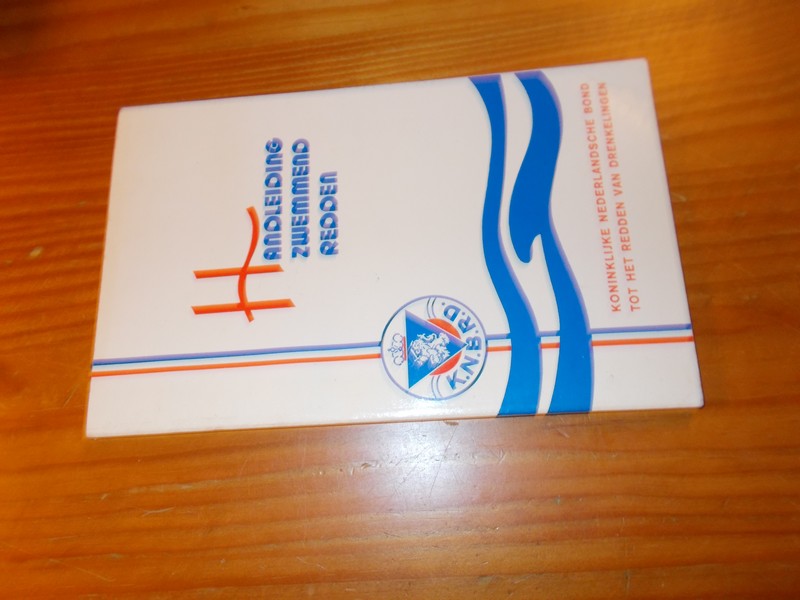 HANDLEIDING
ZWEMMEND
REDDEN
K.N.B.R.D.
KONINKLIJKE NEDERLANDSCHE BOND
TOT HET REDDEN VAN DRENKELINGEN